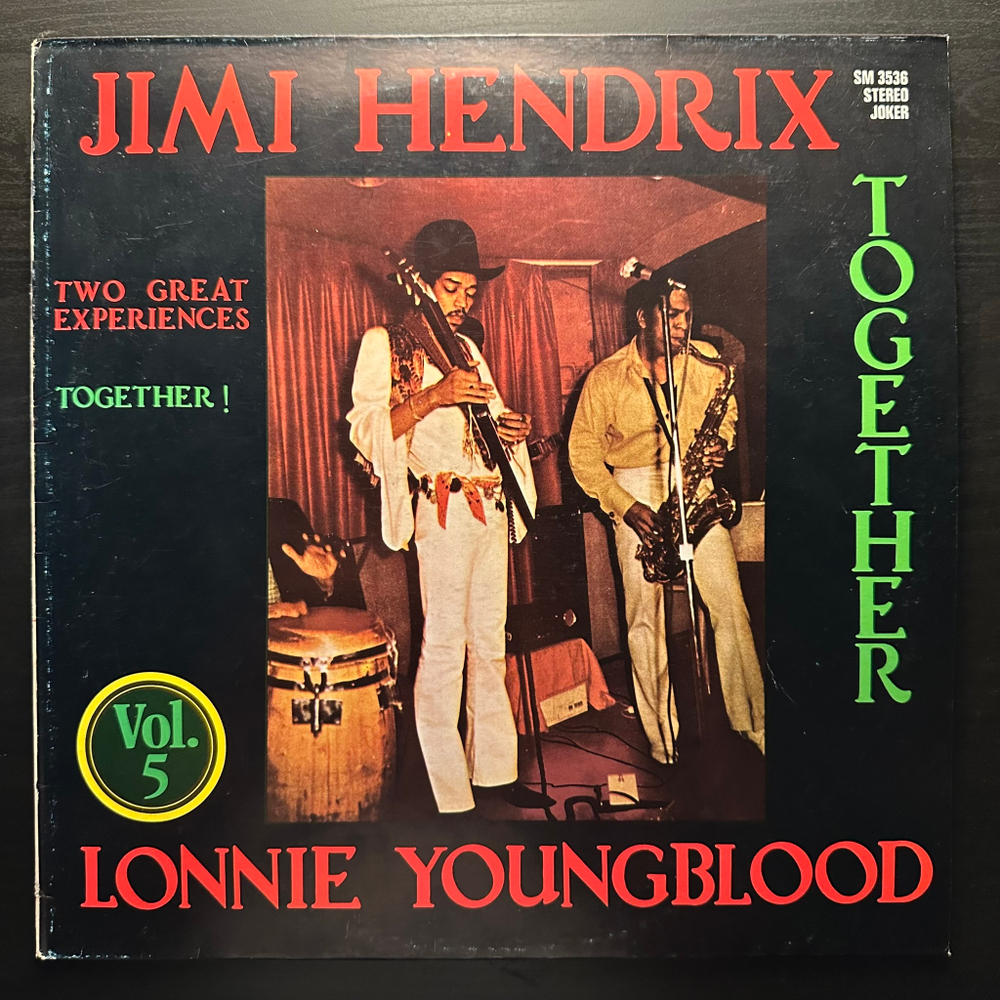 JIMI HENDRIX
SM 3536
STEREO
JOKER
TOGETHER
TWO GREAT
EXPERIENCES
TOGETHER!
Vol.
5
LONNIE YOUNGBLOOD